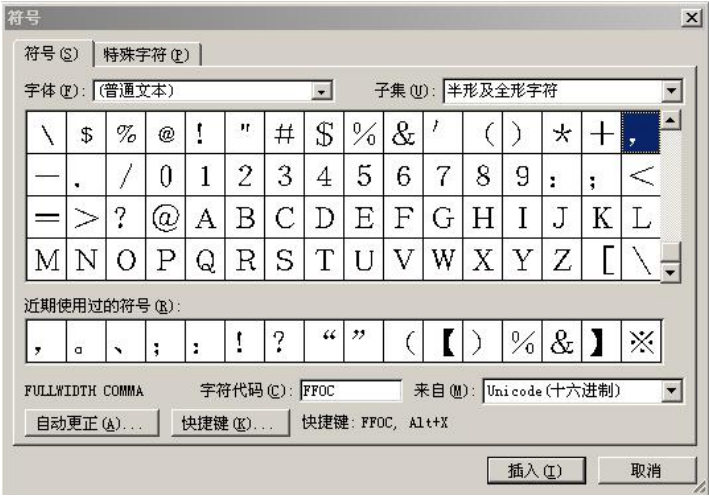 符号
符号(S) 特殊字符(P)
字体(F): (普通文本) 子集(U): 半形及全形字符
﹨ ﹩ ﹪ ﹫ ！ ＂ ＃ ＄ ％ ＆ ＇ （ ） ＊ ＋ ，
－ ． ／ ０ １ ２ ３ ４ ５ ６ ７ ８ ９ ： ； ＜
＝ ＞ ？ ＠ Ａ Ｂ Ｃ Ｄ Ｅ Ｆ Ｇ Ｈ Ｉ Ｊ Ｋ Ｌ
Ｍ Ｎ Ｏ Ｐ Ｑ Ｒ Ｓ Ｔ Ｕ Ｖ Ｗ Ｘ Ｙ Ｚ ［ ＼
近期使用过的符号(R):
， 。 、 ； ： ！ ？ “ ” （ 【 ） ％ ＆ 】 ※
FULLWIDTH COMMA 字符代码(C): FF0C 来自(M): Unicode(十六进制)
自动更正(A)... 快捷键(K)... 快捷键: FF0C, Alt+X
插入(I) 取消